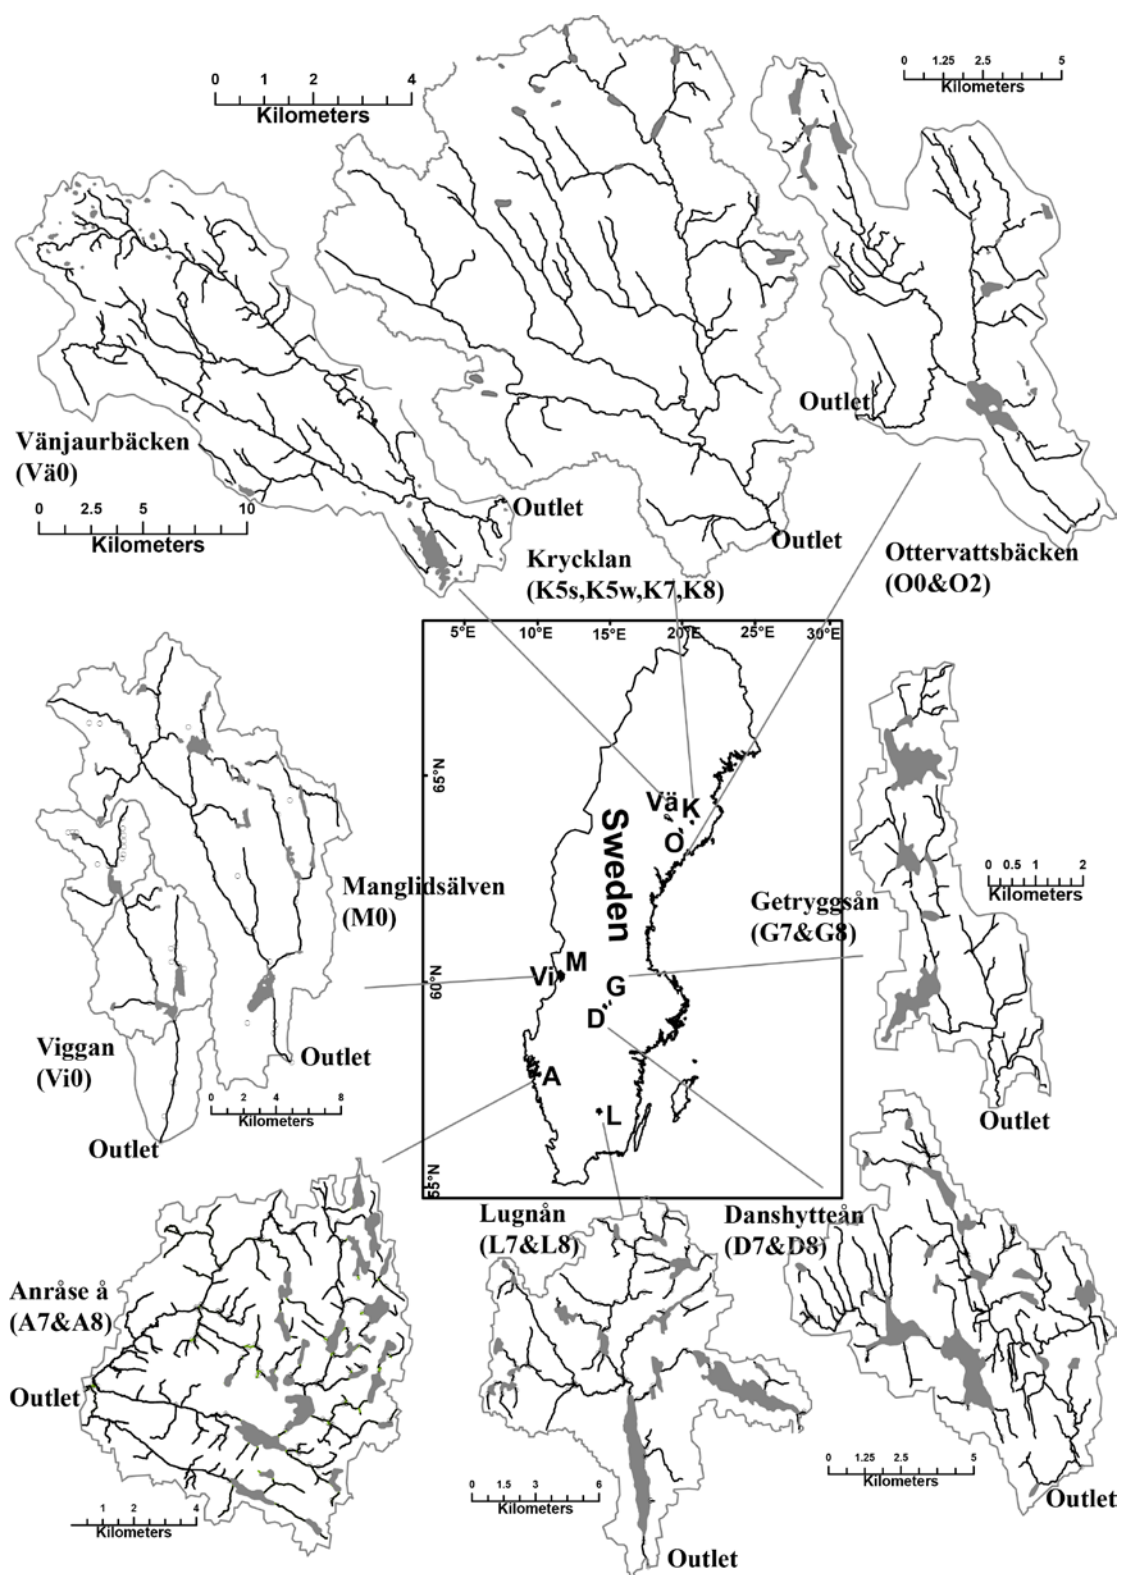 0 1 2 4
Kilometers
0 1.25 2.5 5
Kilometers
Vänjaurbäcken
(Vä0)
0 2.5 5 10
Kilometers
Outlet
Krycklan
(K5s,K5w,K7,K8)
Outlet
Outlet
Ottervattsbäcken
(O0&O2)
5°E 10°E 15°E 20°E 25°E 30°E
65°N
60°N
55°N
Sweden
Vä
K
O
M
Vi
G
D
A
L
Manglidsälven
(M0)
Viggan
(Vi0)
Outlet
0 2 4 8
Kilometers
Outlet
Getryggsån
(G7&G8)
0 0.5 1 2
Kilometers
Outlet
Anråse å
(A7&A8)
Outlet
1 2 4
Kilometers
Lugnån
(L7&L8)
0 1.5 3 6
Kilometers
Outlet
Danshytteån
(D7&D8)
0 1.25 2.5 5
Kilometers
Outlet